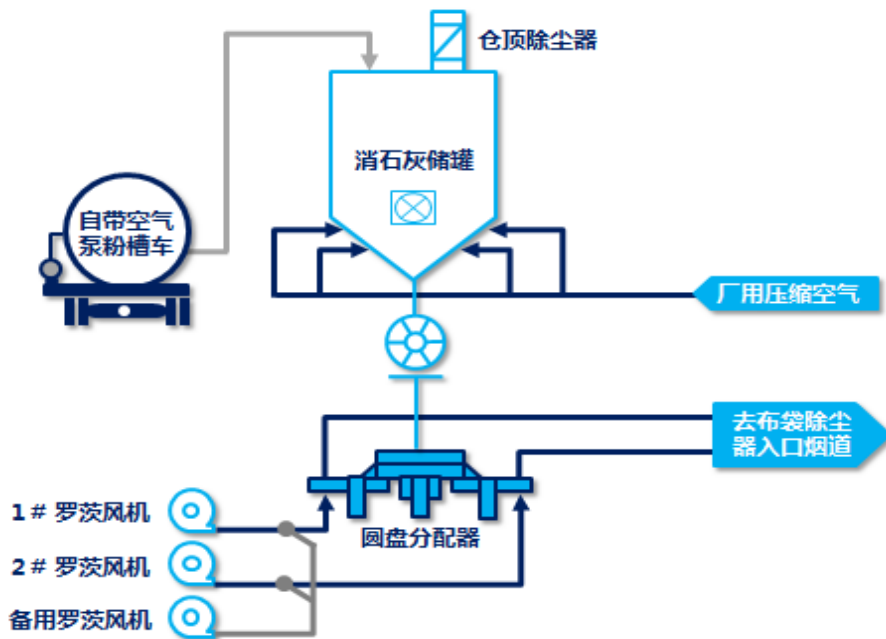 仓顶除尘器
消石灰储罐
自带空气
泵粉槽车
厂用压缩空气
去布袋除尘
器入口烟道
1# 罗茨风机
圆盘分配器
2# 罗茨风机
备用罗茨风机